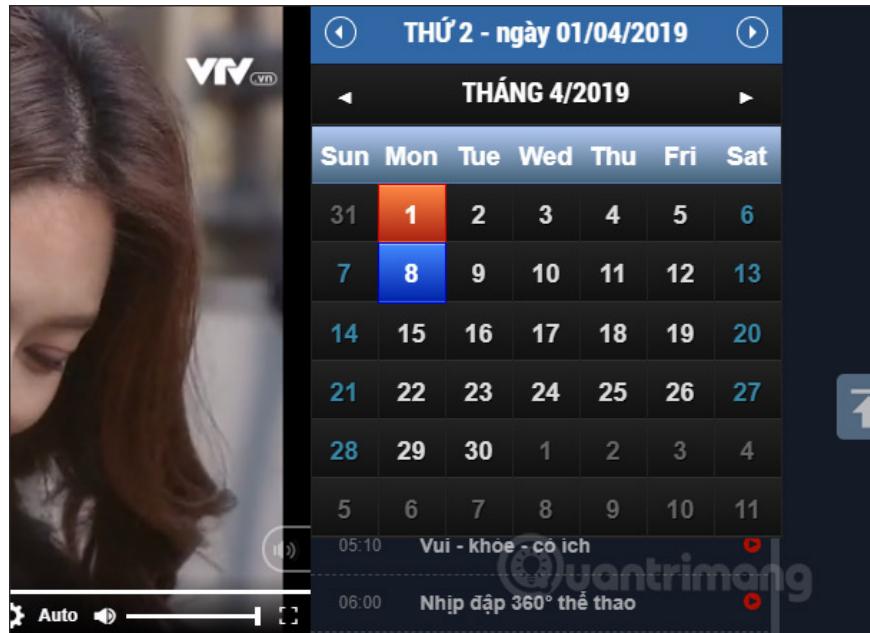 VTV.vn
THỨ 2 - ngày 01/04/2019
THÁNG 4/2019
Sun Mon Tue Wed Thu Fri Sat
31 1 2 3 4 5 6
7 8 9 10 11 12 13
14 15 16 17 18 19 20
21 22 23 24 25 26 27
28 29 30 1 2 3 4
5 6 7 8 9 10 11
05:10 Vui - khỏe - có ích
06:00 Nhịp đập 360° thể thao
Quantrimang
Auto